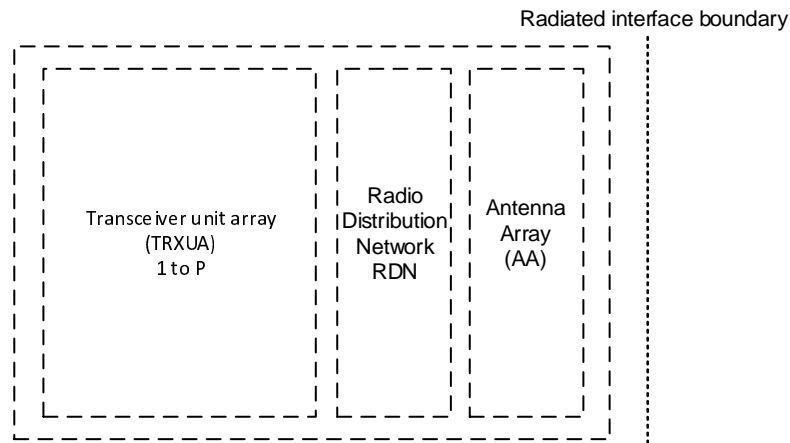 Radiated interface boundary
Transceiver unit array
(TRXUA)
1 to P
Radio
Distribution
Network
RDN
Antenna
Array
(AA)